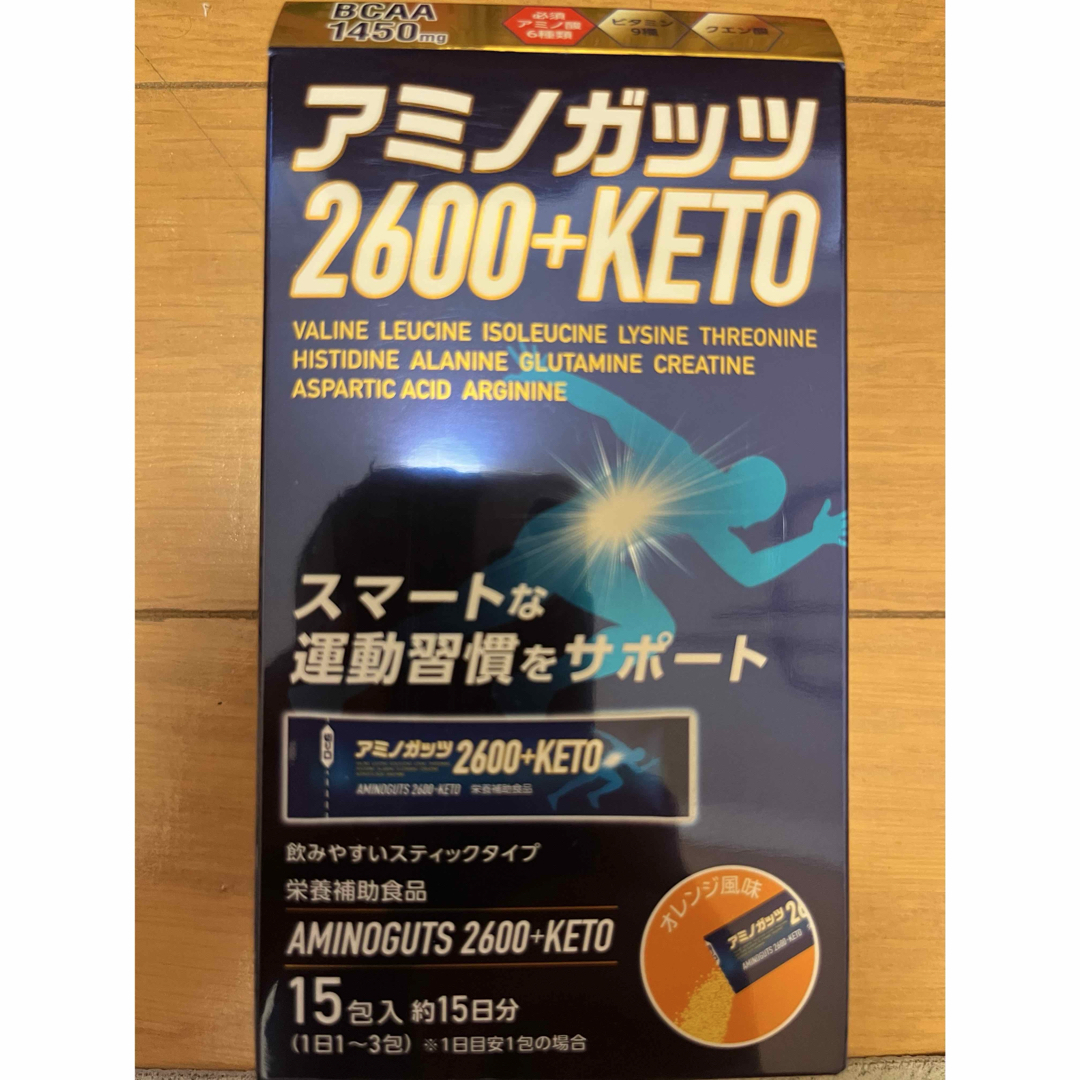 BCAA
1450mg
必須
アミノ酸
6種類
ビタミン
9種
クエン酸
アミノガッツ
2600+KETO
VALINE LEUCINE ISOLEUCINE LYSINE THREONINE
HISTIDINE ALANINE GLUTAMINE CREATINE
ASPARTIC ACID ARGININE
スマートな
運動習慣をサポート
アミノガッツ 2600+KETO
AMINOGUTS 2600+KETO 栄養補助食品
飲みやすいスティックタイプ
栄養補助食品
AMINOGUTS 2600+KETO
15包入 約15日分
(1日1〜3包) ※1日目安1包の場合
オレンジ風味
アミノガッツ 26
AMINOGUTS 2600+KETO